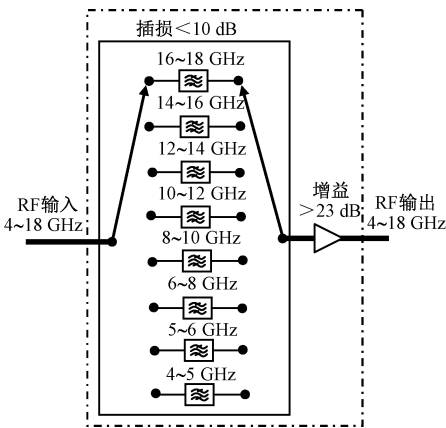 插损<10 dB
16~18 GHz
14~16 GHz
12~14 GHz
10~12 GHz
8~10 GHz
6~8 GHz
5~6 GHz
4~5 GHz
RF输入
4~18 GHz
增益
>23 dB
RF输出
4~18 GHz